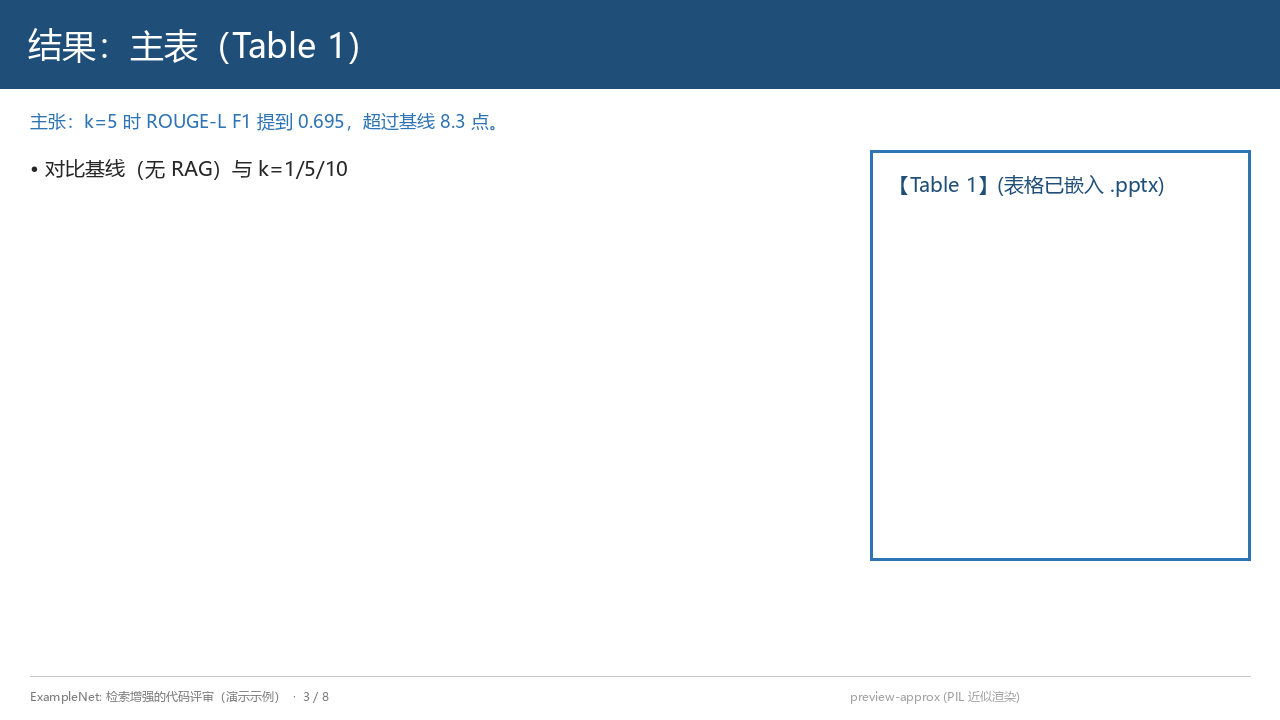 结果：主表（Table 1）
主张：k=5 时 ROUGE-L F1 提到 0.695，超过基线 8.3 点。
• 对比基线（无 RAG）与 k=1/5/10
【Table 1】(表格已嵌入 .pptx)
ExampleNet: 检索增强的代码评审（演示示例） · 3 / 8
preview-approx (PIL 近似渲染)